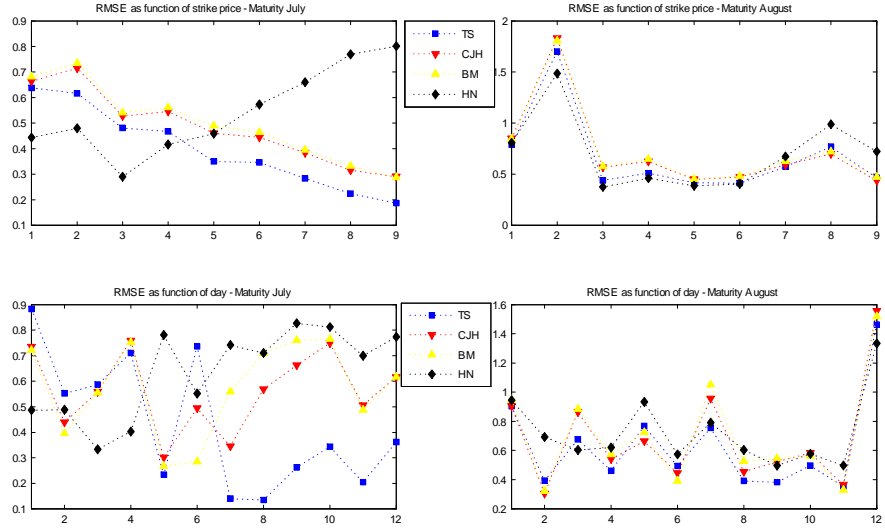 RMSE as function of strike price - Maturity July
RMSE as function of strike price - Maturity August
0.9
0.8
0.7
0.6
0.5
0.4
0.3
0.2
0.1
1 2 3 4 5 6 7 8 9
TS
CJH
BM
HN
2
1.5
1
0.5
0
1 2 3 4 5 6 7 8 9
RMSE as function of day - Maturity July
RMSE as function of day - Maturity August
0.9
0.8
0.7
0.6
0.5
0.4
0.3
0.2
0.1
2 4 6 8 10 12
TS
CJH
BM
HN
1.6
1.4
1.2
1
0.8
0.6
0.4
0.2
2 4 6 8 10 12